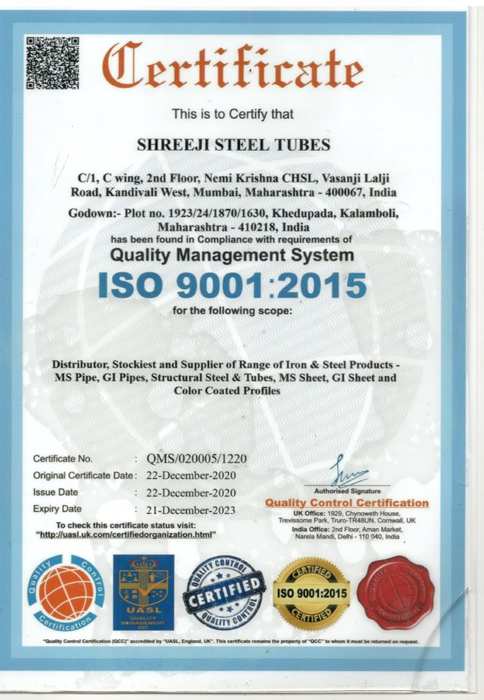 Certificate
This is to Certify that
SHREEJI STEEL TUBES
C/1, C wing, 2nd Floor, Nemi Krishna CHSL, Vasanji Lalji
Road, Kandivali West, Mumbai, Maharashtra - 400067, India
Godown:- Plot no. 1923/24/1870/1630, Khedupada, Kalamboli,
Maharashtra - 410218, India
has been found in Compliance with requirements of
Quality Management System
ISO 9001:2015
for the following scope:
Distributor, Stockiest and Supplier of Range of Iron & Steel Products -
MS Pipe, GI Pipes, Structural Steel & Tubes, MS Sheet, GI Sheet and
Color Coated Profiles
Certificate No. : QMS/020005/1220
Original Certificate Date : 22-December-2020
Issue Date : 22-December-2020
Expiry Date : 21-December-2023
To check this certificate status visit:
"http://uasl.uk.com/certifiedorganization.html"
Authorised Signature
Quality Control Certification
UK Office: 1929, Chynoweth House,
Trevissome Park, Truro-TR48UN, Cornwall, UK
India Office: 2nd Floor, Aman Market,
Narela Mandi, Delhi - 110 040, India
Quality Control
Certification
UASL
QUALITY CONTROL
CERTIFIED
QUALITY CONTROL
CERTIFIED
ISO 9001:2015
CERTIFIED
"Quality Control Certification (QCC)" accredited by "UASL, England, UK". This certificate remains the property of "QCC" to whom it must be returned on request.